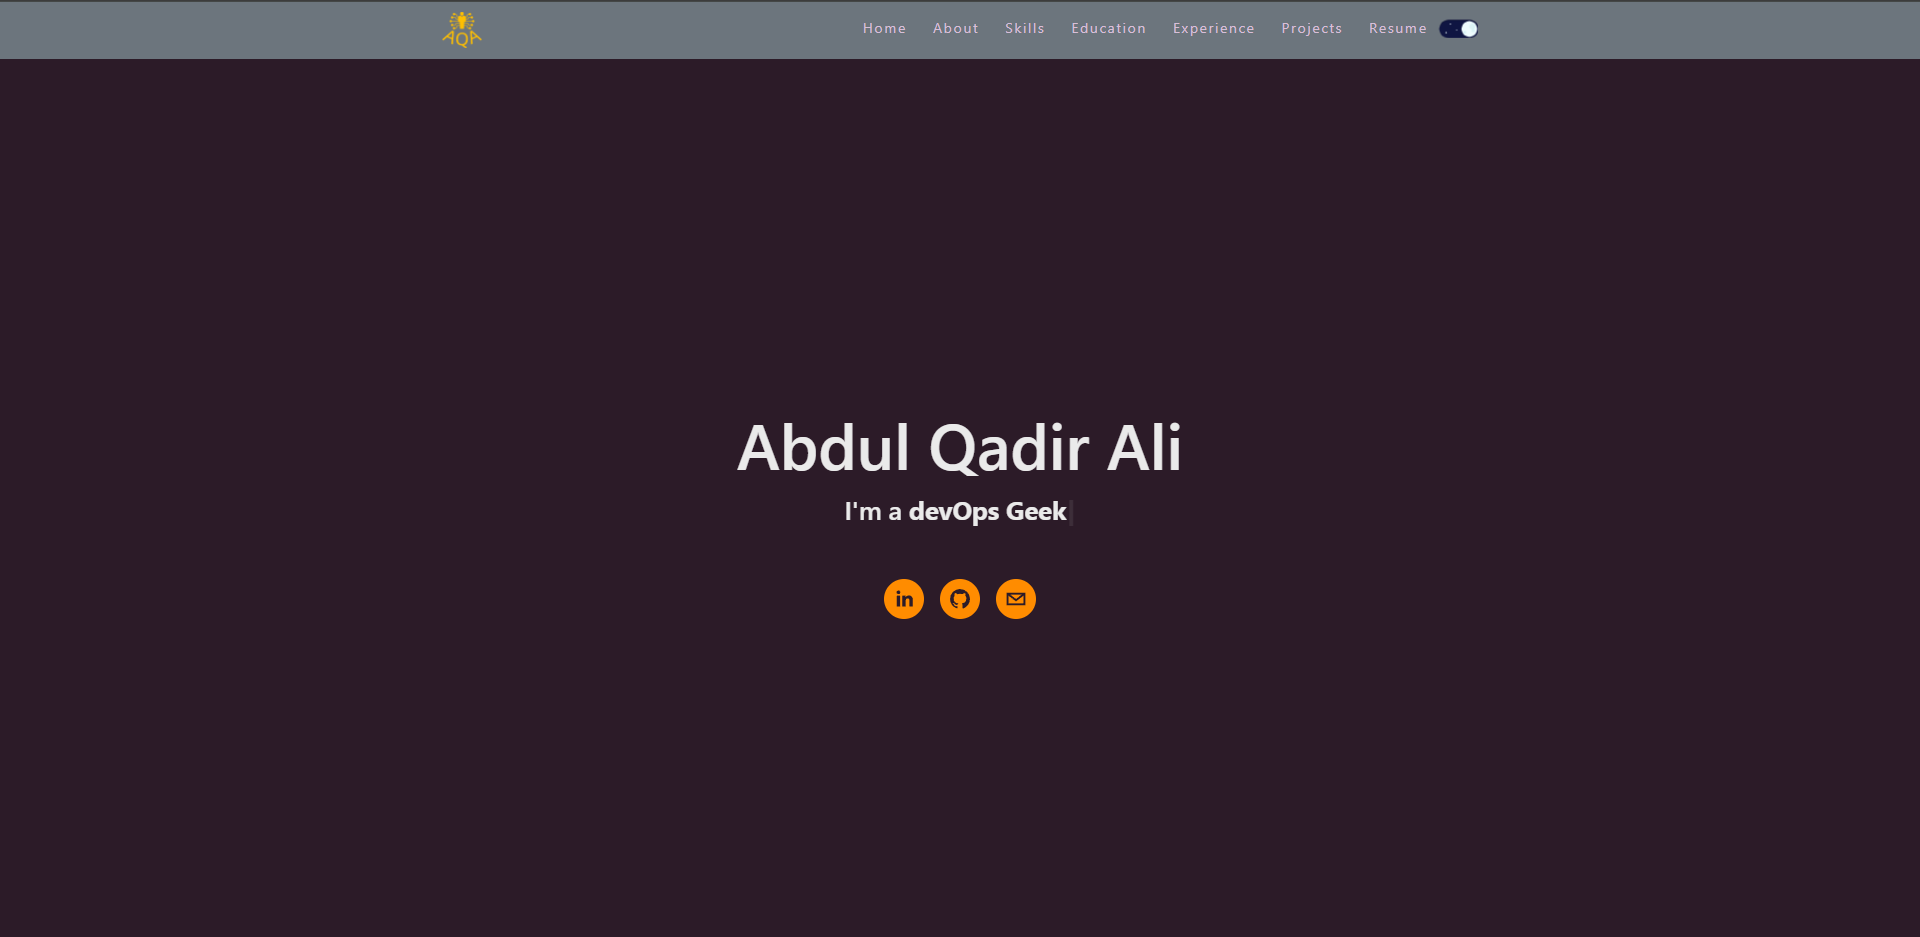 AQA
Home About Skills Education Experience Projects Resume
Abdul Qadir Ali
I'm a devOps Geek
in